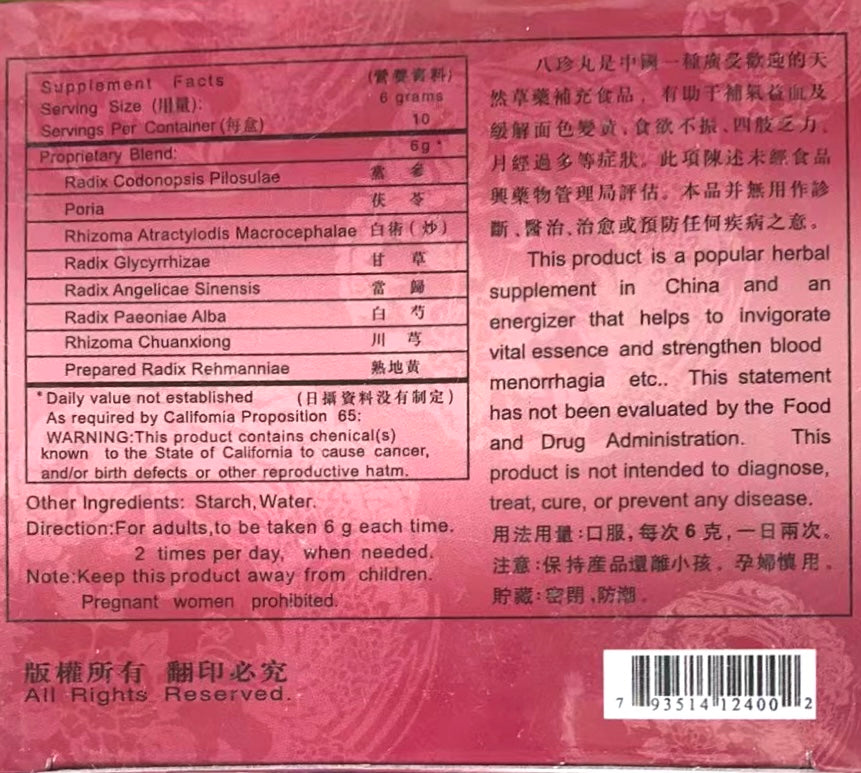 Supplement Facts (營養資料)
Serving Size (用量): 6 grams
Servings Per Container (每盒) 10
Proprietary Blend: 6g *
Radix Codonopsis Pilosulae 黨 參
Poria 茯 苓
Rhizoma Atractylodis Macrocephalae 白術(炒)
Radix Glycyrrhizae 甘 草
Radix Angelicae Sinensis 當 歸
Radix Paeoniae Alba 白 芍
Rhizoma Chuanxiong 川 芎
Prepared Radix Rehmanniae 熟地黃
*Daily value not established (日攝資料没有制定)
As required by Califomia Proposition 65:
WARNING:This product contains chenical(s)
known to the State of California to cause cancer,
and/or birth defects or other reproductive hatm.
Other Ingredients: Starch,Water.
Direction:For adults,to be taken 6 g each time.
2 times per day, when needed.
Note:Keep this product away from children.
Pregnant women prohibited.
八珍丸是中國一種廣受歡迎的天
然草藥補充食品，有助于補氣益血及
緩解面色變黃、食欲不振、四肢乏力、
月經過多等症狀。此項陳述未經食品
興藥物管理局評估。本品并無用作診
斷、醫治、治愈或預防任何疾病之意。
This product is a popular herbal
supplement in China and an
energizer that helps to invigorate
vital essence and strengthen blood
menorrhagia etc.. This statement
has not been evaluated by the Food
and Drug Administration. This
product is not intended to diagnose,
treat, cure, or prevent any disease.
用法用量:口服,每次6克,一日兩次。
注意:保持産品遠離小孩。孕婦慎用。
貯藏:密閉,防潮。
版權所有 翻印必究
All Rights Reserved.
7 93514 12400 2